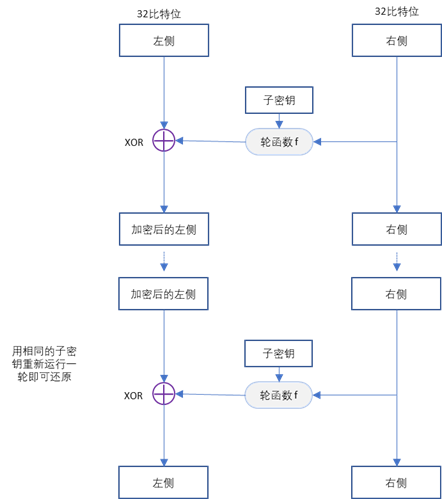 32比特位
32比特位
左侧
右侧
子密钥
XOR
轮函数f
加密后的左侧
右侧
加密后的左侧
右侧
用相同的子密
钥重新运行一
轮即可还原
子密钥
XOR
轮函数f
左侧
右侧